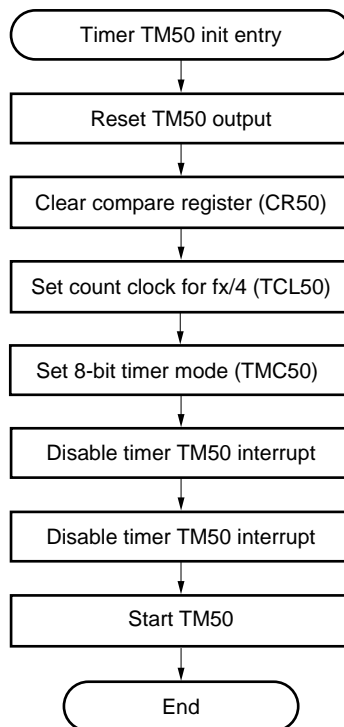 Timer TM50 init entry
Reset TM50 output
Clear compare register (CR50)
Set count clock for fx/4 (TCL50)
Set 8-bit timer mode (TMC50)
Disable timer TM50 interrupt
Disable timer TM50 interrupt
Start TM50
End